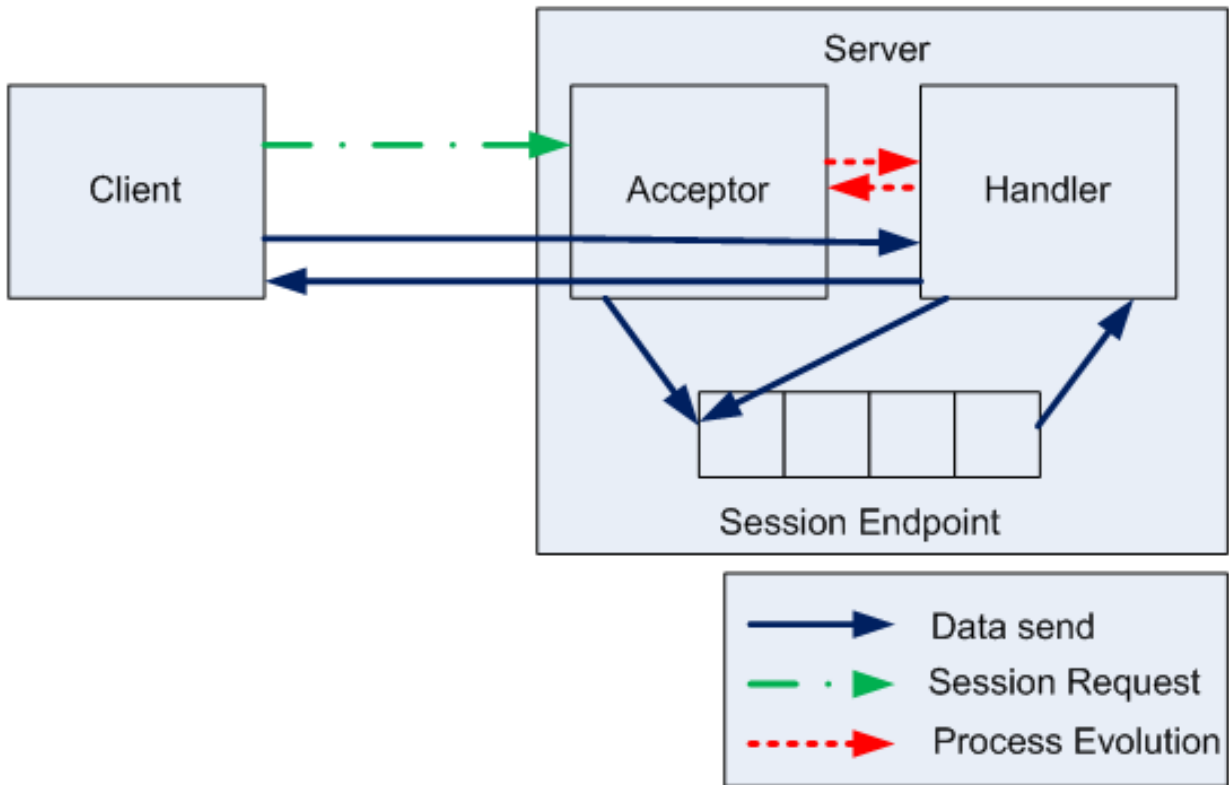 Server
Client
Acceptor
Handler
Session Endpoint
Data send
Session Request
Process Evolution